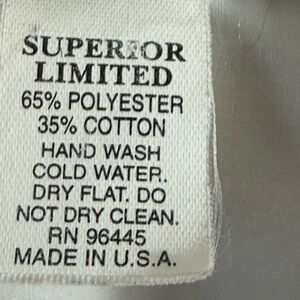 SUPERIOR
LIMITED
65% POLYESTER
35% COTTON
HAND WASH
COLD WATER.
DRY FLAT. DO
NOT DRY CLEAN.
RN 96445
MADE IN U.S.A.